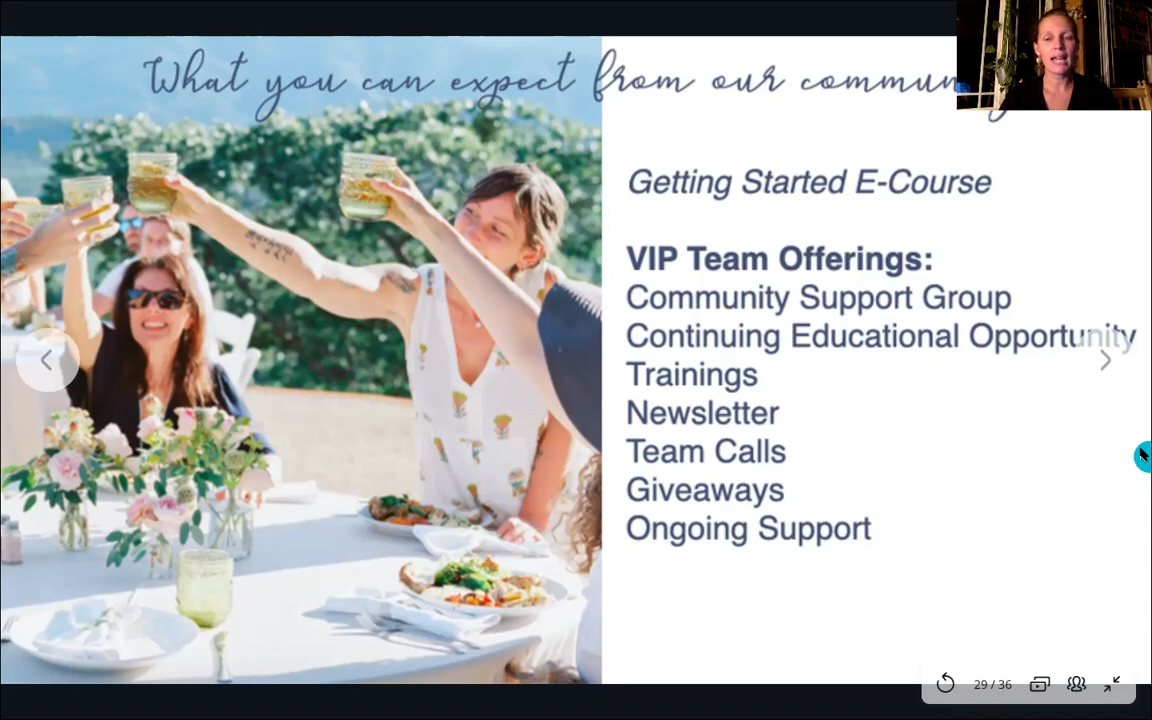 What you can expect from our
Getting Started E-Course
VIP Team Offerings:
Community Support Group
Continuing Educational Opportunity
Trainings
Newsletter
Team Calls
Giveaways
Ongoing Support
29 / 36